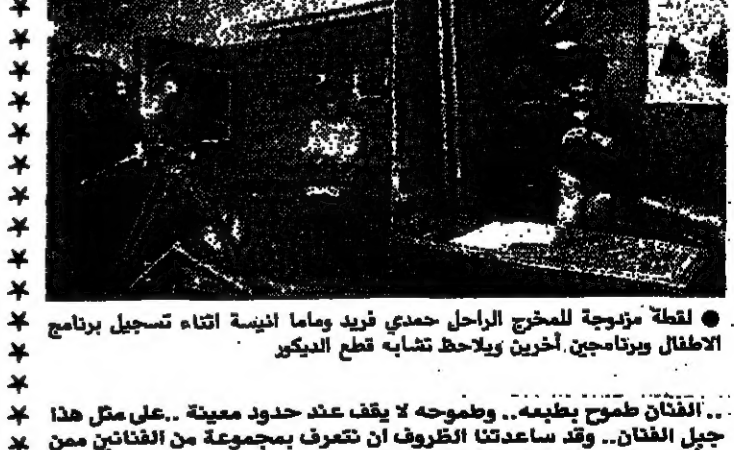 ● لقطة مزدوجة للمخرج الراحل حمدي فريد وماما انيسة اثناء تسجيل برنامج
الاطفال وبرنامجين آخرين ويلاحظ تشابه قطع الديكور
.. الفنان طموح بطبعه.. وطموحه لا يقف عند حدود معينة ..على مثل هذا
جبل الفنان.. وقد ساعدتنا الظروف ان نتعرف بمجموعة من الفنانين ممن